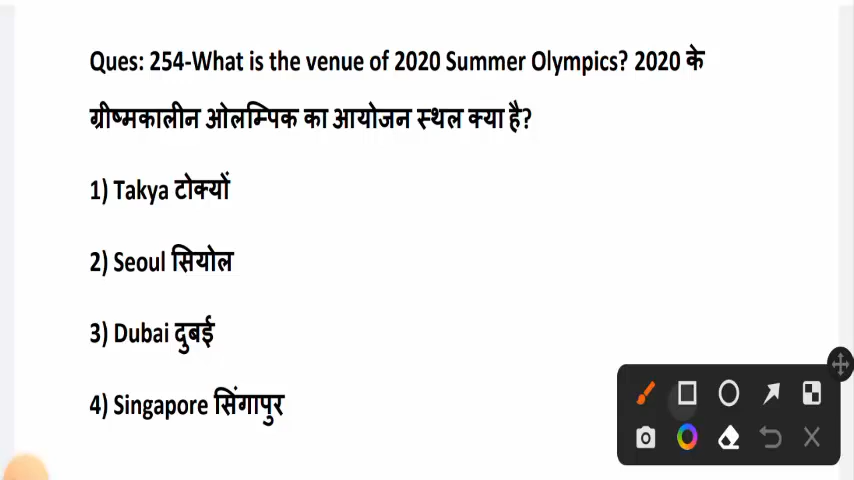 Ques: 254-What is the venue of 2020 Summer Olympics? 2020 के
ग्रीष्मकालीन ओलम्पिक का आयोजन स्थल क्या है?
1) Takya टोक्यों
2) Seoul सियोल
3) Dubai दुबई
4) Singapore सिंगापुर